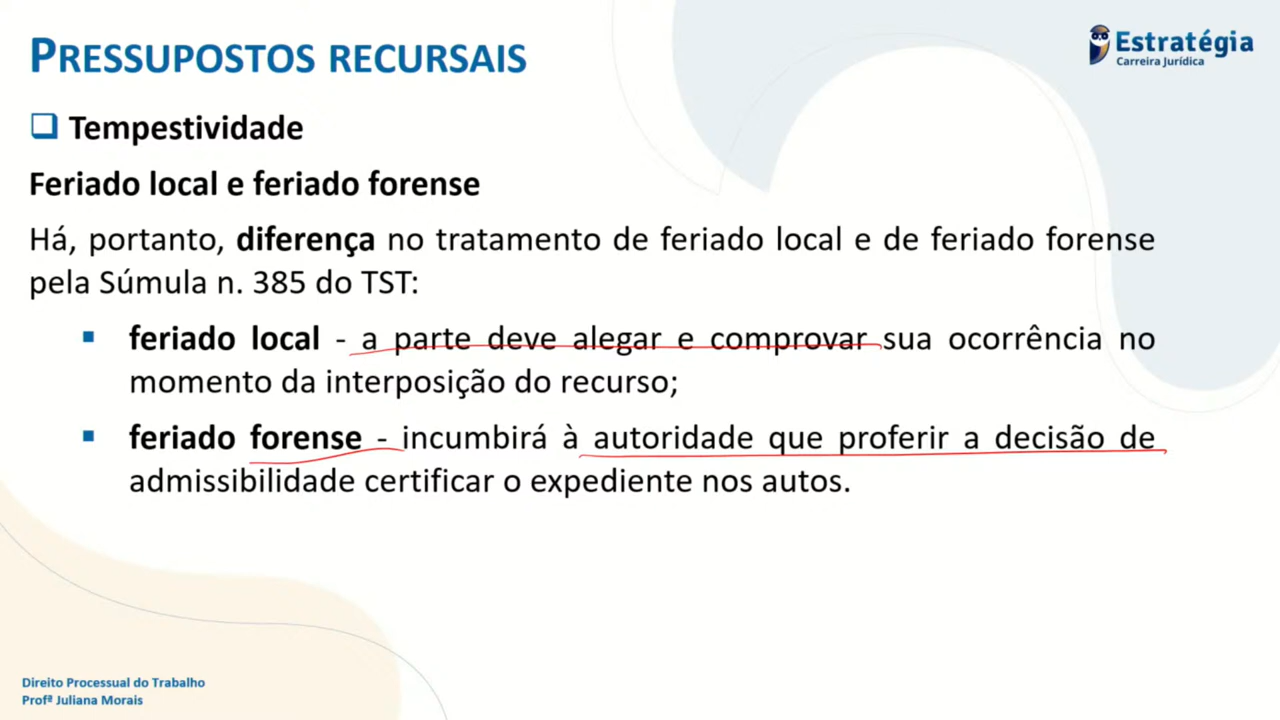 PRESSUPOSTOS RECURSAIS
Estratégia
Carreira Jurídica
Tempestividade
Feriado local e feriado forense
Há, portanto, diferença no tratamento de feriado local e de feriado forense
pela Súmula n. 385 do TST:
feriado local - a parte deve alegar e comprovar sua ocorrência no
momento da interposição do recurso;
feriado forense - incumbirá à autoridade que proferir a decisão de
admissibilidade certificar o expediente nos autos.
Direito Processual do Trabalho
Profª Juliana Morais